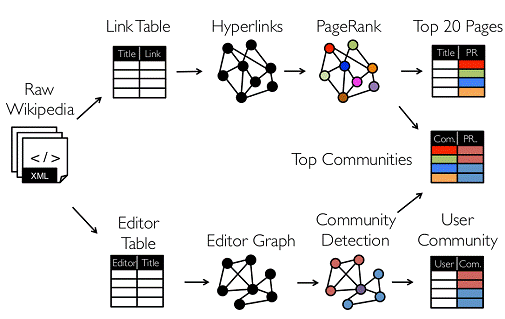 Link Table
Hyperlinks
PageRank
Top 20 Pages
Title Link
Title PR
Raw
Wikipedia
</>
XML
Top Communities
Com. PR.
Editor
Table
Editor Graph
Community
Detection
User
Community
Editor Title
User Com.